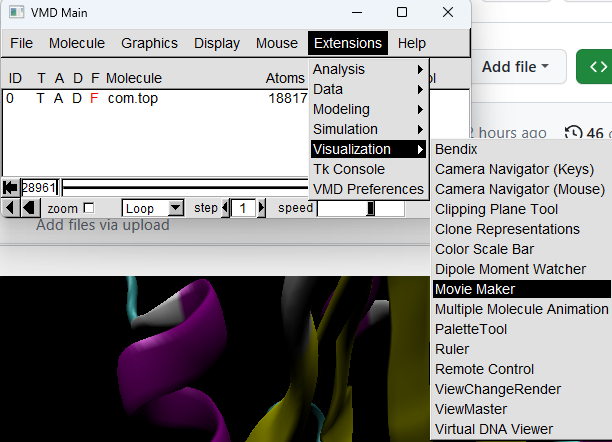 VMD Main
File Molecule Graphics Display Mouse Extensions Help
ID T A D F Molecule Atoms ol
0 T A D F com.top 18817
28961
zoom Loop step 1 speed
Analysis
Data
Modeling
Simulation
Visualization
Tk Console
VMD Preferences
Bendix
Camera Navigator (Keys)
Camera Navigator (Mouse)
Clipping Plane Tool
Clone Representations
Color Scale Bar
Dipole Moment Watcher
Movie Maker
Multiple Molecule Animation
PaletteTool
Ruler
Remote Control
ViewChangeRender
ViewMaster
Virtual DNA Viewer
Add file
<>
2 hours ago 46
Add files via upload